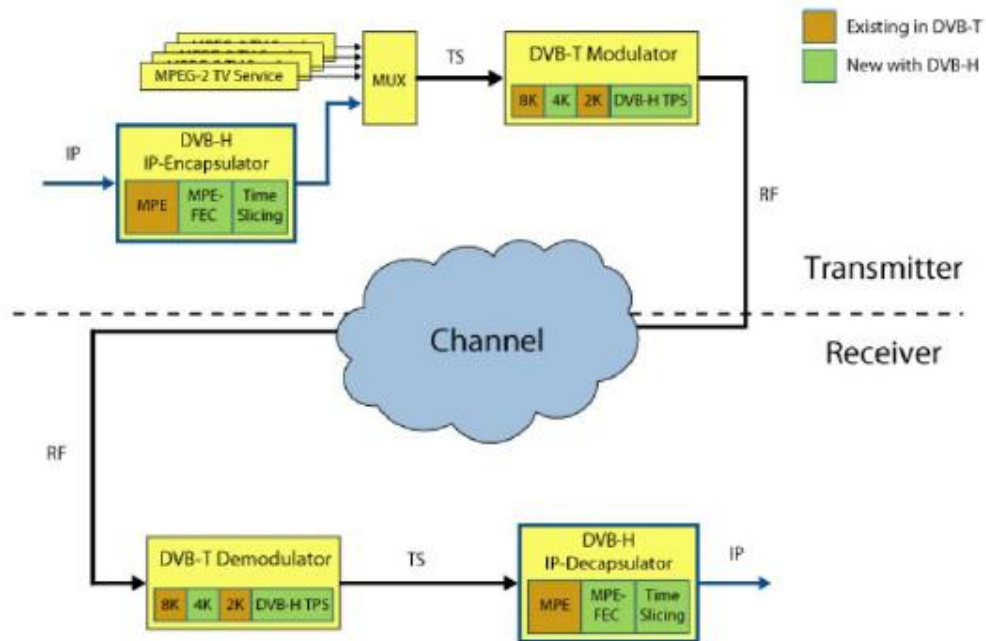 Existing in DVB-T
New with DVB-H
MPEG-2 TV Service
MUX
TS
DVB-T Modulator
8K 4K 2K DVB-H TPS
IP
DVB-H
IP-Encapsulator
MPE
MPE-
FEC
Time
Slicing
RF
Transmitter
Channel
Receiver
RF
DVB-T Demodulator
8K 4K 2K DVB-H TPS
TS
DVB-H
IP-Decapsulator
MPE
MPE-
FEC
Time
Slicing
IP